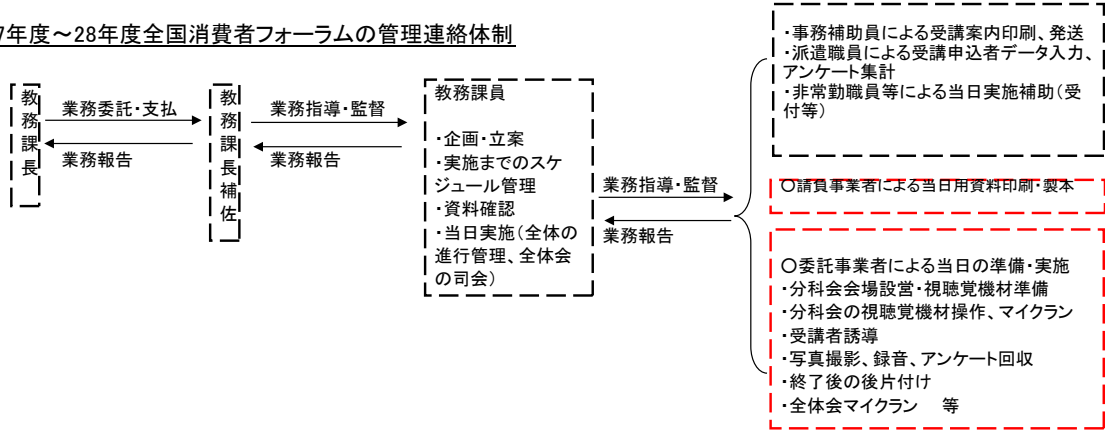 7年度～28年度全国消費者フォーラムの管理連絡体制
教務課長
業務委託・支払
業務報告
教務課長補佐
業務指導・監督
業務報告
教務課員
・企画・立案
・実施までのスケ
ジュール管理
・資料確認
・当日実施（全体の
進行管理、全体会
の司会）
業務指導・監督
業務報告
・事務補助員による受講案内印刷、発送
・派遣職員による受講申込者データ入力、
アンケート集計
・非常勤職員等による当日実施補助（受
付等）
〇請負事業者による当日用資料印刷・製本
〇委託事業者による当日の準備・実施
・分科会会場設営・視聴覚機材準備
・分科会の視聴覚機材操作、マイクラン
・受講者誘導
・写真撮影、録音、アンケート回収
・終了後の後片付け
・全体会マイクラン　等